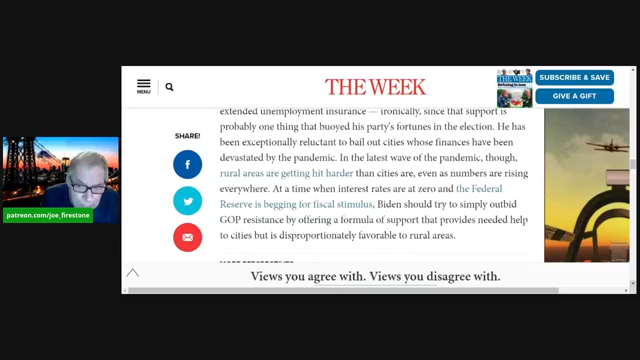 MENU
THE WEEK
THE WEEK
SUBSCRIBE & SAVE
GIVE A GIFT
SHARE!
extended unemployment insurance — ironically, since that support is
probably one thing that buoyed his party's fortunes in the election. He has
been exceptionally reluctant to bail out cities whose finances have been
devastated by the pandemic. In the latest wave of the pandemic, though,
rural areas are getting hit harder than cities are, even as numbers are rising
everywhere. At a time when interest rates are at zero and the Federal
Reserve is begging for fiscal stimulus, Biden should try to simply outbid
GOP resistance by offering a formula of support that provides needed help
to cities but is disproportionately favorable to rural areas.
MORE PERSPECTIVES
Views you agree with. Views you disagree with.
patreon.com/joe_firestone